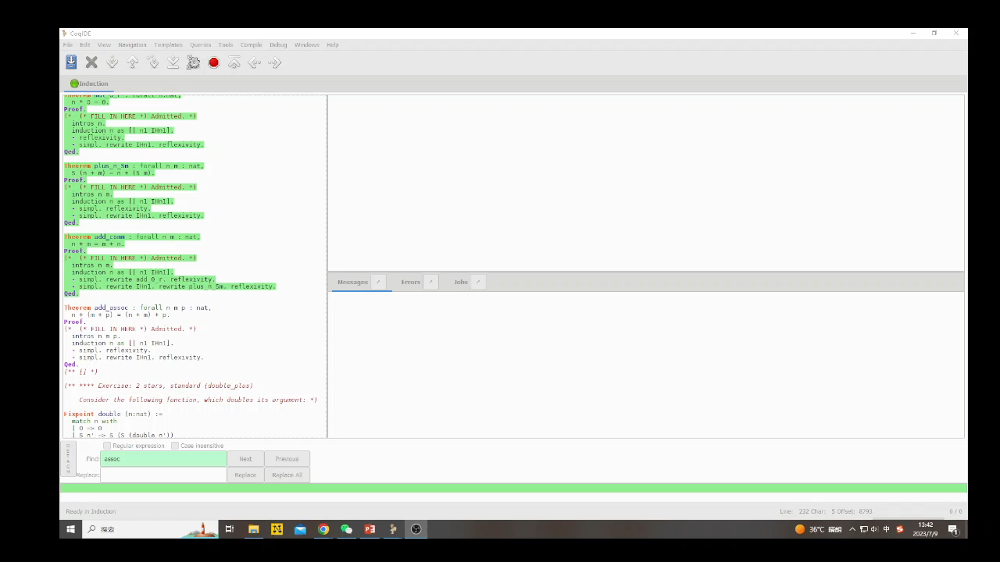 CoqIDE
File Edit View Navigation Templates Queries Tools Compile Debug Windows Help
Induction
Theorem mul_0_r : forall n:nat,
  n * 0 = 0.
Proof.
(*  (* FILL IN HERE *) Admitted. *)
  intros n.
  induction n as [| n1 IHn1].
  - reflexivity.
  - simpl. rewrite IHn1. reflexivity.
Qed.
Theorem plus_n_Sm : forall n m : nat,
  S (n + m) = n + (S m).
Proof.
(*  (* FILL IN HERE *) Admitted. *)
  intros n m.
  induction n as [| n1 IHn1].
  - simpl. reflexivity.
  - simpl. rewrite IHn1. reflexivity.
Qed.
Theorem add_comm : forall n m : nat,
  n + m = m + n.
Proof.
(*  (* FILL IN HERE *) Admitted. *)
  intros n m.
  induction n as [| n1 IHn1].
  - simpl. rewrite add_0_r. reflexivity.
  - simpl. rewrite IHn1. rewrite plus_n_Sm. reflexivity.
Qed.
Theorem add_assoc : forall n m p : nat,
  n + (m + p) = (n + m) + p.
Proof.
(*  (* FILL IN HERE *) Admitted. *)
  intros n m p.
  induction n as [| n1 IHn1].
  - simpl. reflexivity.
  - simpl. rewrite IHn1. reflexivity.
Qed.
(** [] *)
(** **** Exercise: 2 stars, standard (double_plus)
    Consider the following function, which doubles its argument: *)
Fixpoint double (n:nat) :=
  match n with
  | O => O
  | S n' => S (S (double n'))
Messages Errors Jobs
DETACH
Regular expression Case Insensitive
Find: assoc Next Previous
Replace: Replace Replace All
Ready in Induction Line: 232 Char: 5 Offset: 8793 0 / 0
搜索 36°C 晴朗 中 13:42
2023/7/9